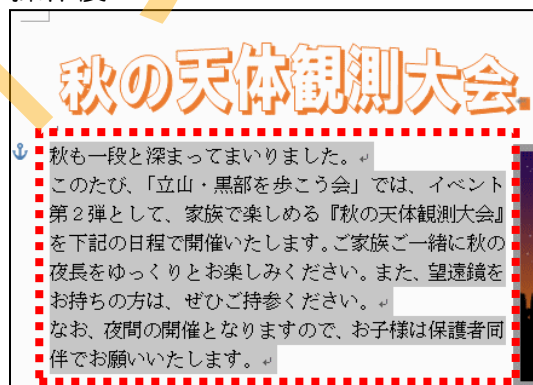 秋の天体観測大会
秋も一段と深まってまいりました。
このたび、「立山・黒部を歩こう会」では、イベント
第２弾として、家族で楽しめる『秋の天体観測大会』
を下記の日程で開催いたします。ご家族ご一緒に秋の
夜長をゆっくりとお楽しみください。また、望遠鏡を
お持ちの方は、ぜひご持参ください。
なお、夜間の開催となりますので、お子様は保護者同
伴でお願いいたします。